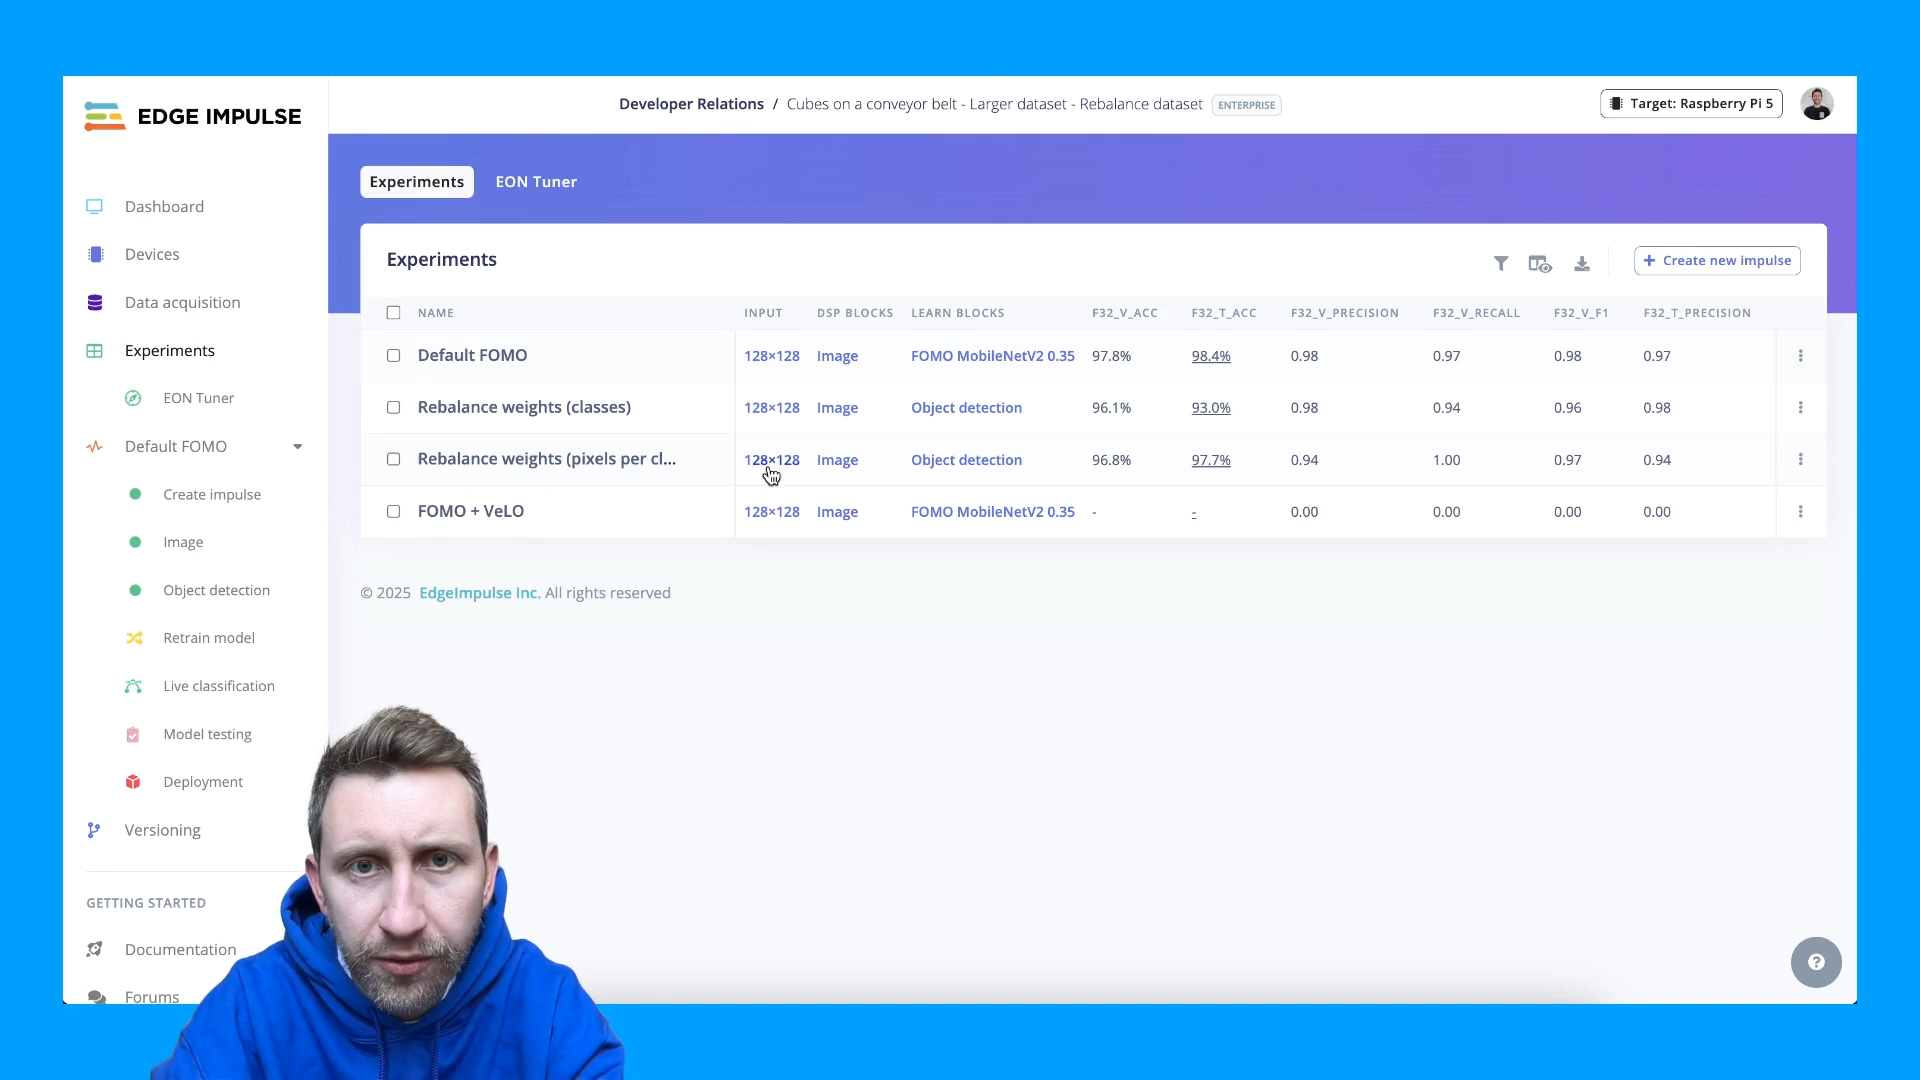 EDGE IMPULSE
Developer Relations / Cubes on a conveyor belt - Larger dataset - Rebalance dataset ENTERPRISE
Target: Raspberry Pi 5
Dashboard
Devices
Data acquisition
Experiments
EON Tuner
Default FOMO
Create impulse
Image
Object detection
Retrain model
Live classification
Model testing
Deployment
Versioning
GETTING STARTED
Documentation
Forums
Experiments EON Tuner
Experiments
+ Create new impulse
NAME INPUT DSP BLOCKS LEARN BLOCKS F32_V_ACC F32_T_ACC F32_V_PRECISION F32_V_RECALL F32_V_F1 F32_T_PRECISION
Default FOMO 128×128 Image FOMO MobileNetV2 0.35 97.8% 98.4% 0.98 0.97 0.98 0.97
Rebalance weights (classes) 128×128 Image Object detection 96.1% 93.0% 0.98 0.94 0.96 0.98
Rebalance weights (pixels per cl... 128×128 Image Object detection 96.8% 97.7% 0.94 1.00 0.97 0.94
FOMO + VeLO 128×128 Image FOMO MobileNetV2 0.35 - - 0.00 0.00 0.00 0.00
© 2025 EdgeImpulse Inc. All rights reserved
?